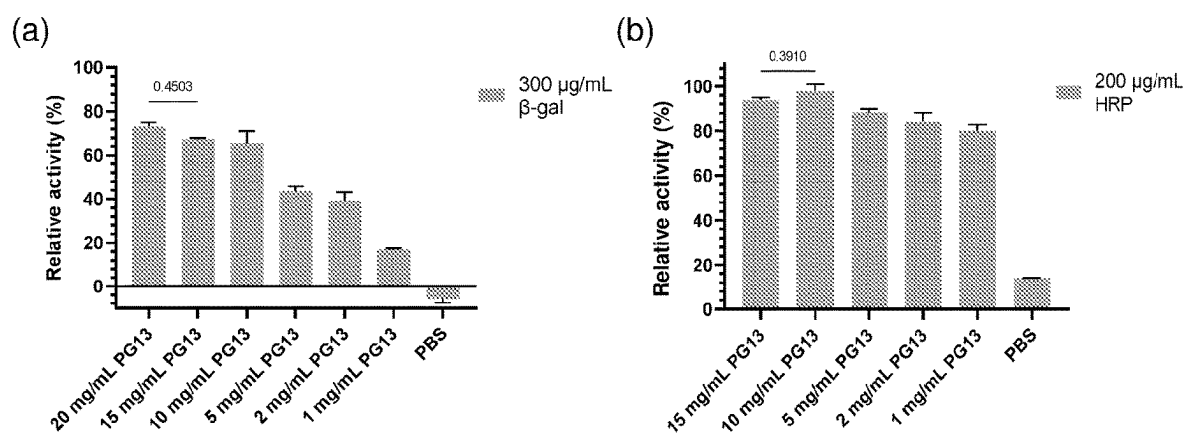 (a)
100
80
60
40
20
0
Relative activity (%)
0.4503
300 µg/mL
β-gal
20 mg/mL PG13
15 mg/mL PG13
10 mg/mL PG13
5 mg/mL PG13
2 mg/mL PG13
1 mg/mL PG13
PBS
(b)
100
80
60
40
20
0
Relative activity (%)
0.3910
200 µg/mL
HRP
15 mg/mL PG13
10 mg/mL PG13
5 mg/mL PG13
2 mg/mL PG13
1 mg/mL PG13
PBS